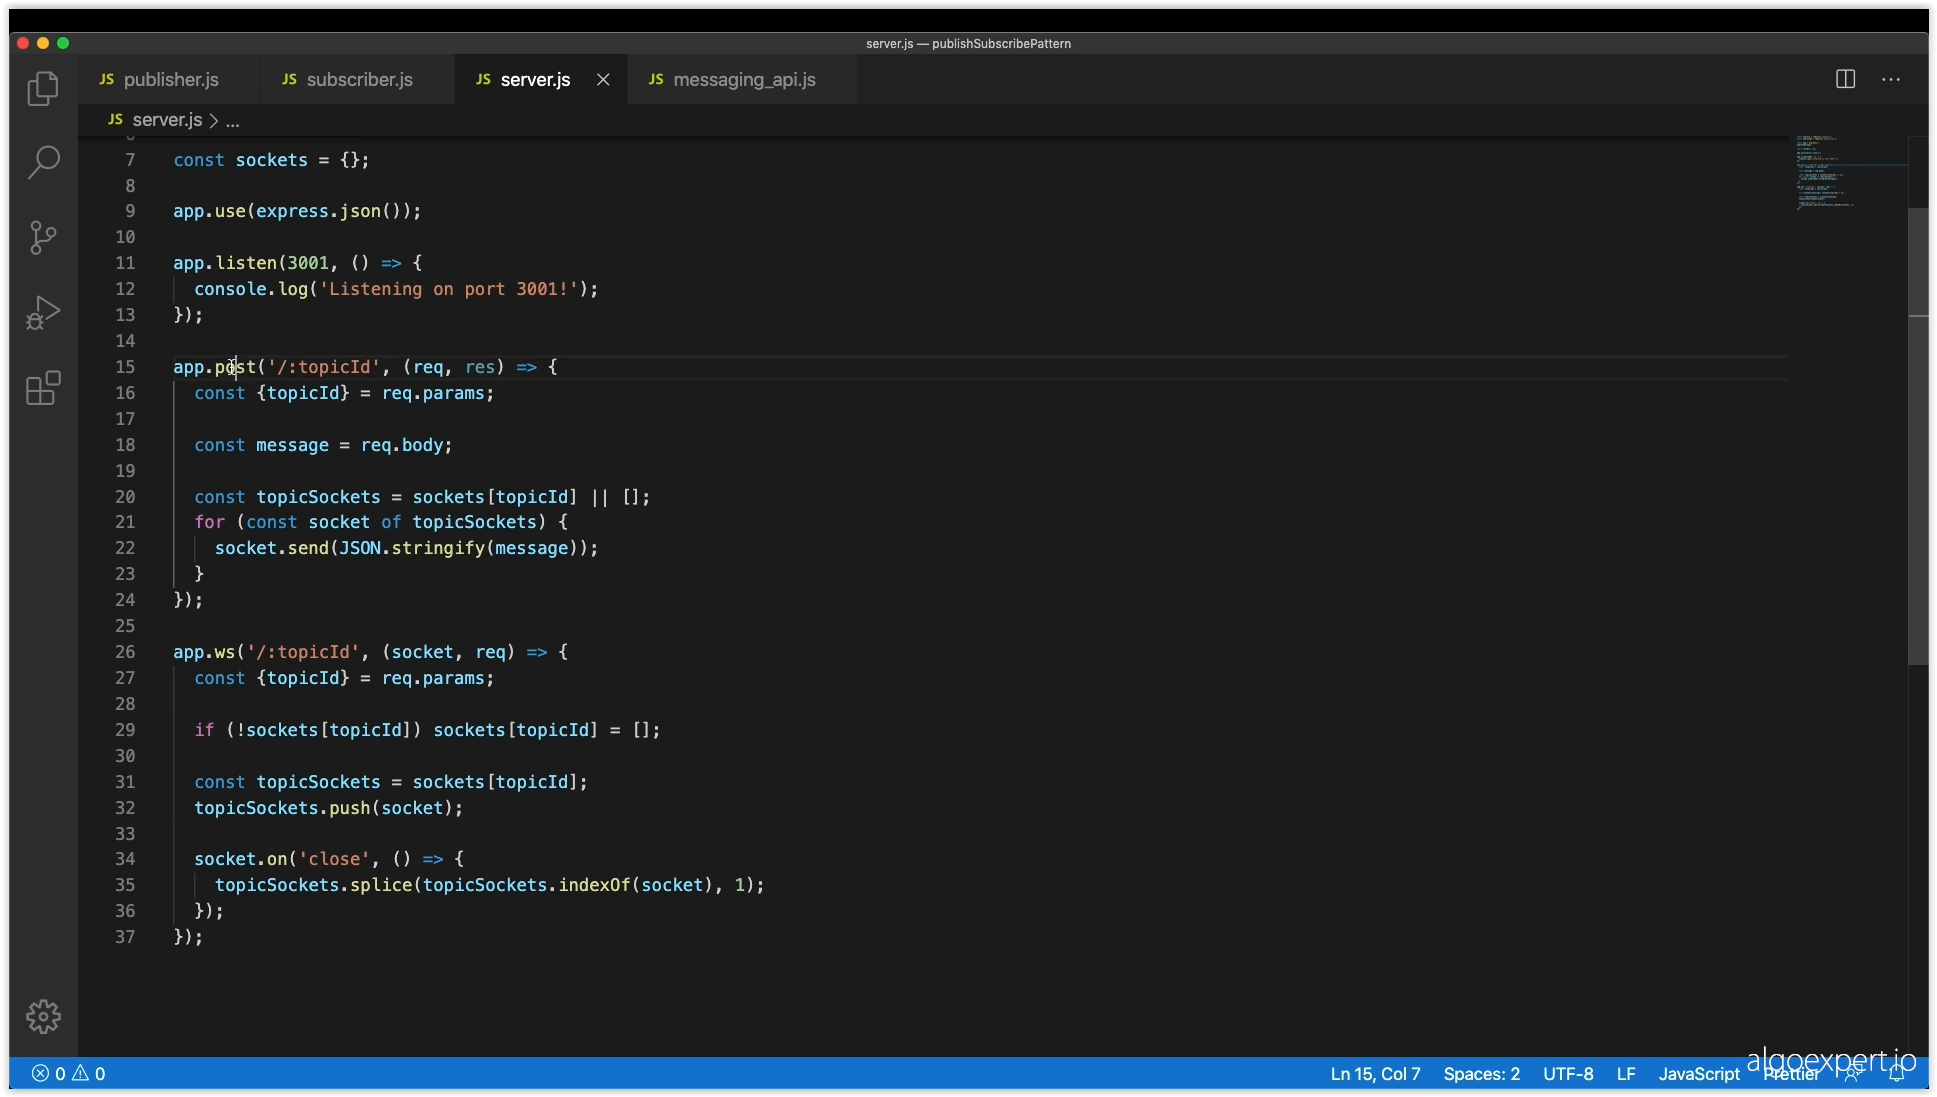 server.js — publishSubscribePattern
JS publisher.js JS subscriber.js JS server.js × JS messaging_api.js ...
JS server.js > ...
7 const sockets = {};
8
9 app.use(express.json());
10
11 app.listen(3001, () => {
12   console.log('Listening on port 3001!');
13 });
14
15 app.post('/:topicId', (req, res) => {
16   const {topicId} = req.params;
17
18   const message = req.body;
19
20   const topicSockets = sockets[topicId] || [];
21   for (const socket of topicSockets) {
22     socket.send(JSON.stringify(message));
23   }
24 });
25
26 app.ws('/:topicId', (socket, req) => {
27   const {topicId} = req.params;
28
29   if (!sockets[topicId]) sockets[topicId] = [];
30
31   const topicSockets = sockets[topicId];
32   topicSockets.push(socket);
33
34   socket.on('close', () => {
35     topicSockets.splice(topicSockets.indexOf(socket), 1);
36   });
37 });
algoexpert.io
0 0 Ln 15, Col 7 Spaces: 2 UTF-8 LF JavaScript Prettier